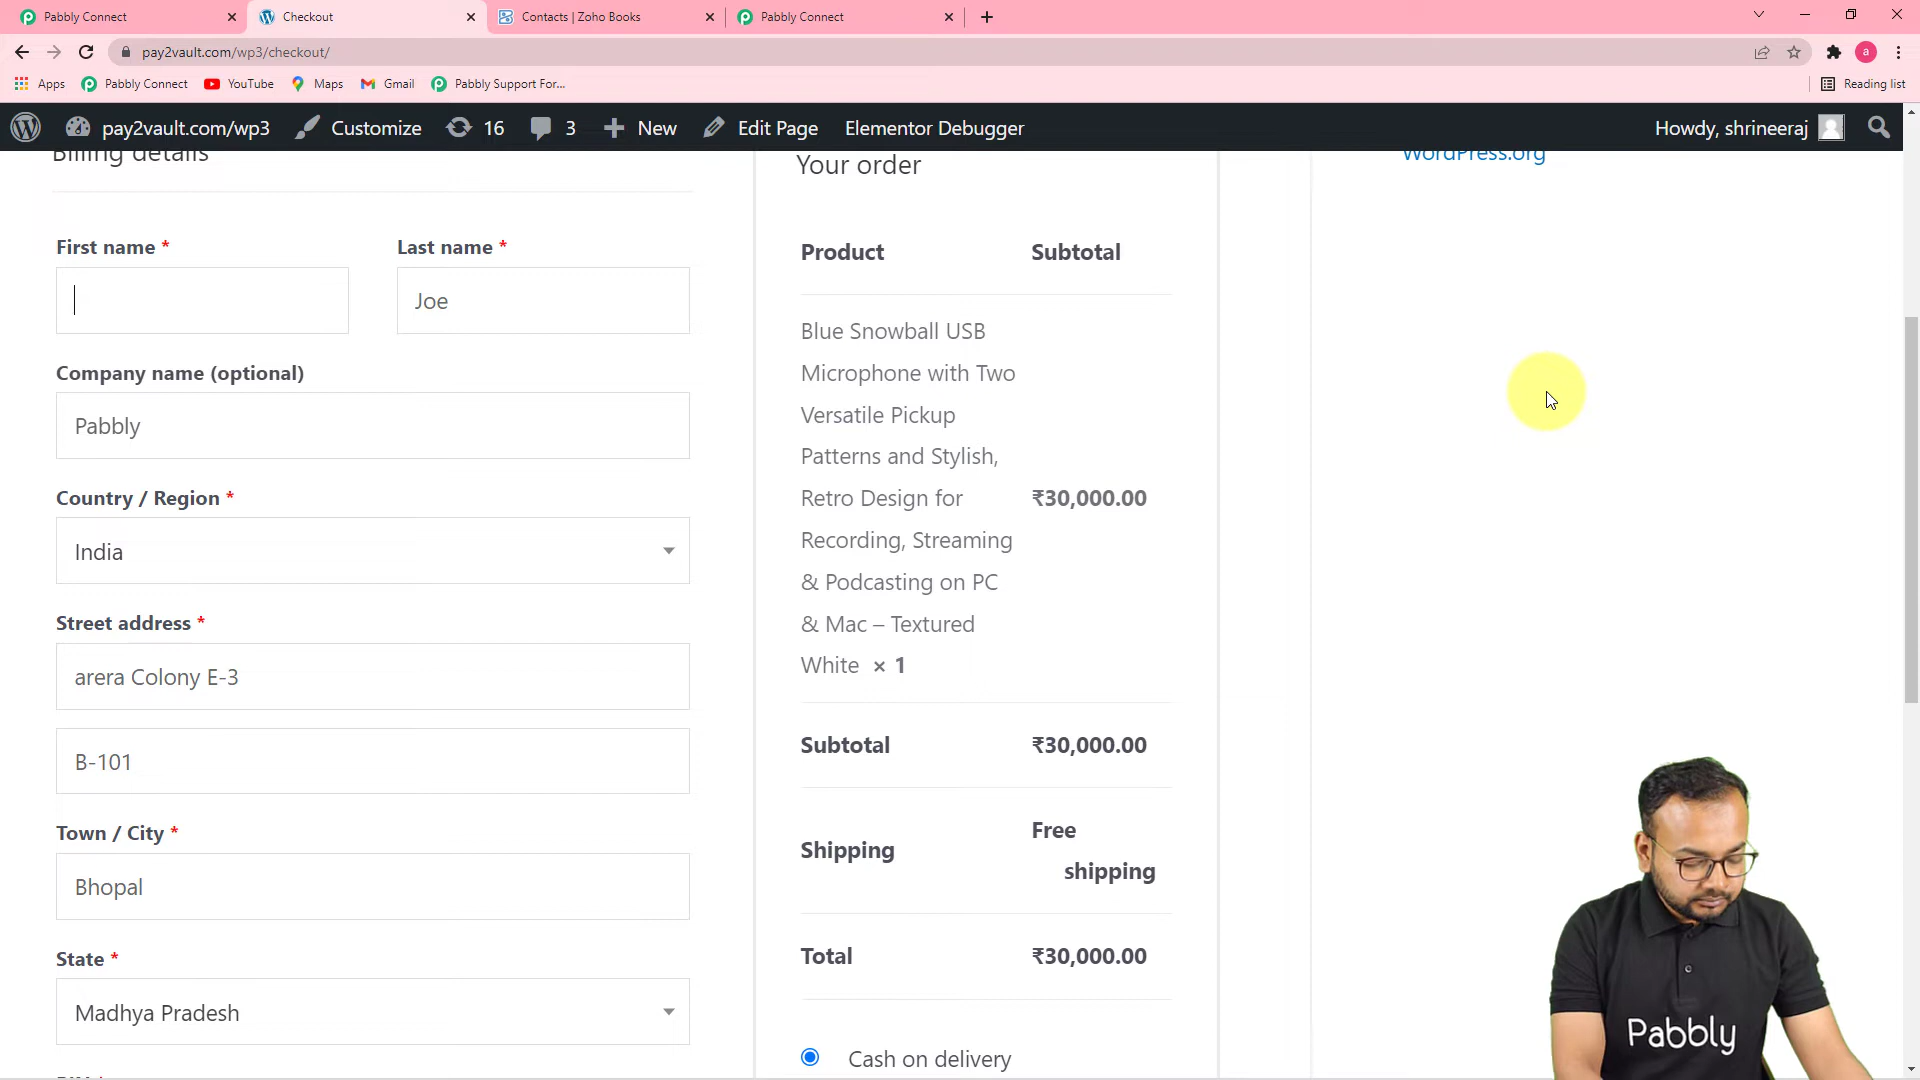 Pabbly Connect
Checkout
Contacts | Zoho Books
Pabbly Connect
pay2vault.com/wp3/checkout/
a
Apps
Pabbly Connect
YouTube
Maps
Gmail
Pabbly Support For...
Reading list
pay2vault.com/wp3
Customize
16
3
New
Edit Page
Elementor Debugger
Howdy, shrineeraj
Billing details
First name *
Last name *
Joe
Company name (optional)
Pabbly
Country / Region *
India
Street address *
arera Colony E-3
B-101
Town / City *
Bhopal
State *
Madhya Pradesh
Your order
Product Subtotal
Blue Snowball USB
Microphone with Two
Versatile Pickup
Patterns and Stylish,
Retro Design for
Recording, Streaming
& Podcasting on PC
& Mac – Textured
White × 1
₹30,000.00
Subtotal ₹30,000.00
Shipping
Free
shipping
Total ₹30,000.00
Cash on delivery
WordPress.org
Pabbly